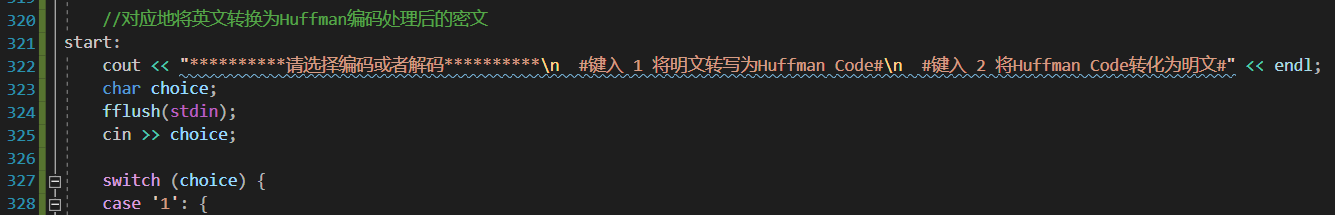 320 //对应地将英文转换为Huffman编码处理后的密文
321 start:
322 cout << "**********请选择编码或者解码**********\n  #键入 1 将明文转写为Huffman Code#\n  #键入 2 将Huffman Code转化为明文#" << endl;
323 char choice;
324 fflush(stdin);
325 cin >> choice;
326
327 switch (choice) {
328 case '1': {